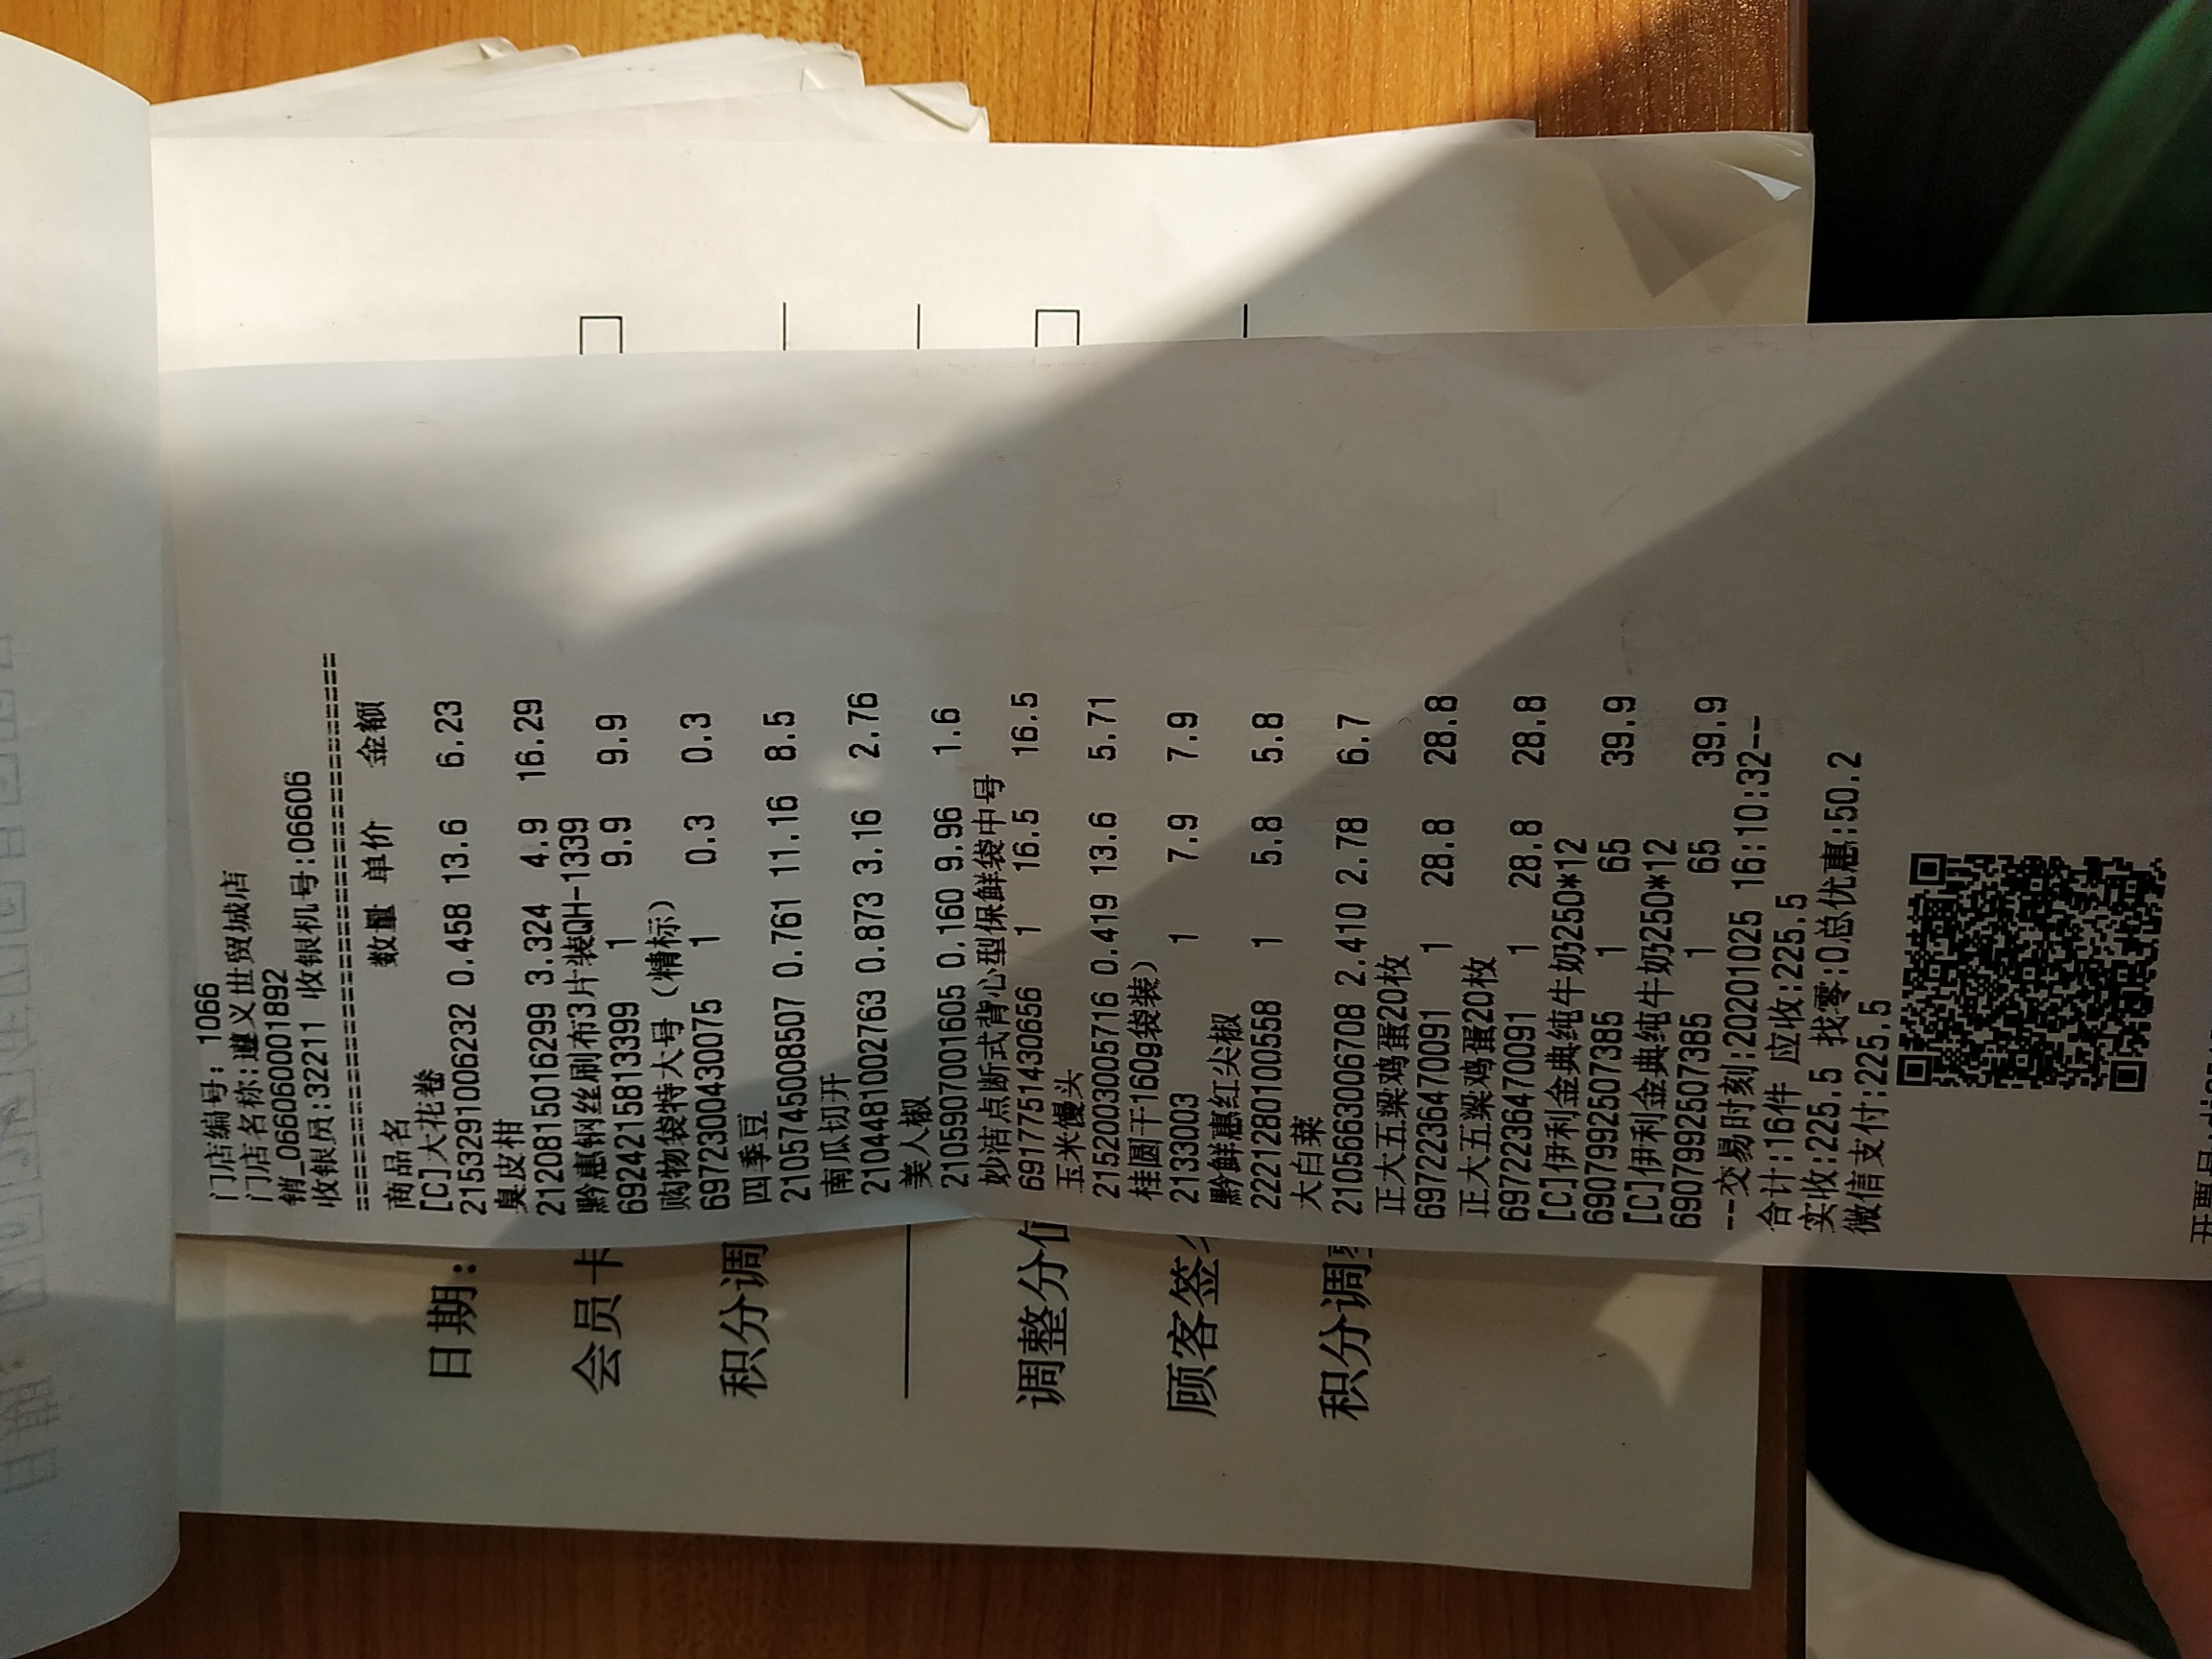 门店编号: 1066
门店名称:遵义世贸城店
销_0660600018​92
收银员:32211 收银机号:06606
商品名 数量 单价 金额
[C]大花卷
2153291006232 0.458 13.6 6.23
臭皮柑
2120815016299 3.324 4.9 16.29
黔惠钢丝刷布3片装QH-1339
6924215813399 1 9.9 9.9
购物袋特大号(精标)
6972300430075 1 0.3 0.3
四季豆
2105745008507 0.761 11.16 8.5
南瓜切开
2104481002763 0.873 3.16 2.76
美人椒
2105907001605 0.160 9.96 1.6
妙洁点断式背心型保鲜袋中号
6917751430656 1 16.5 16.5
玉米馒头
2152003005716 0.419 13.6 5.71
桂圆干160g袋装)
2133003 1 7.9 7.9
黔鲜惠红尖椒
2221280100558 1 5.8 5.8
大白菜
2105663006708 2.410 2.78 6.7
正大五五粱鸡蛋20枚
6972236470091 1 28.8 28.8
正大五五粱鸡蛋20枚
6972236470091 1 28.8 28.8
[C]伊利金典纯牛奶250*12
6907992507385 1 65 39.9
[C]伊利金典纯牛奶250*12
6907992507385 1 65 39.9
--交易时刻:20201025 16:10:32--
合计:16件 应收:225.5
实收:225.5 找零:0总优惠:50.2
微信支付:225.5
日期:
会员卡
积分调
调整分值
顾客签
积分调